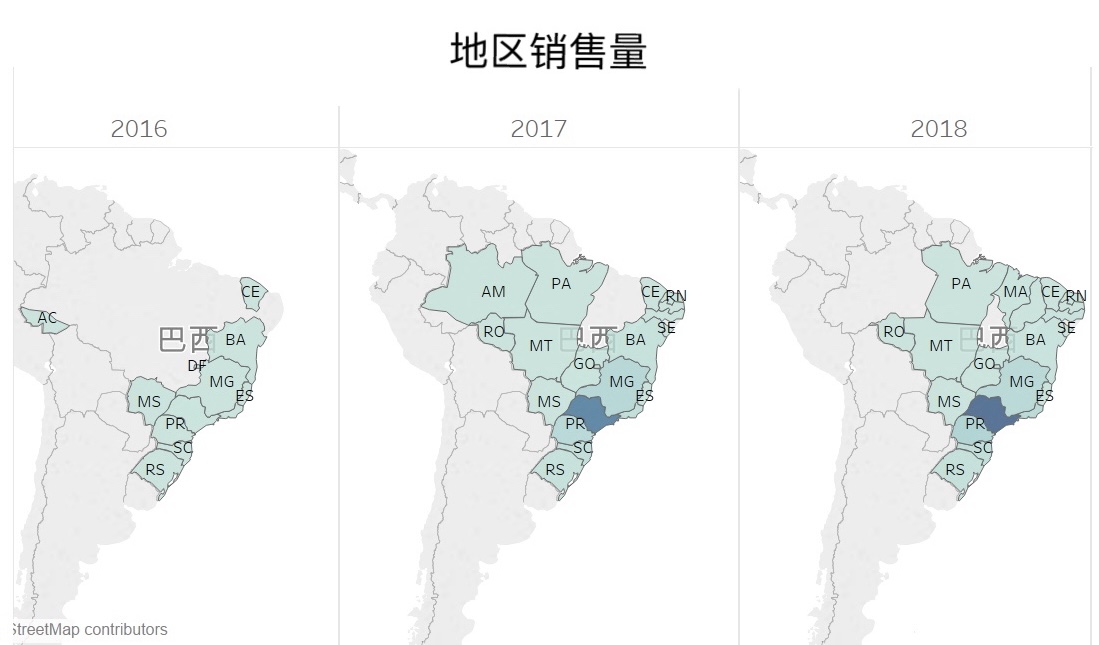 地区销售量
2016
2017
2018
CE
AC
巴西
BA
DF
MG
MS
ES
PR
SC
RS
StreetMap contributors
AM
PA
CE
RN
RO
SE
MT
巴西
BA
GO
MG
MS
ES
PR
SC
RS
PA
MA
CE
RN
RO
SE
MT
巴西
BA
GO
MG
MS
ES
PR
SC
RS